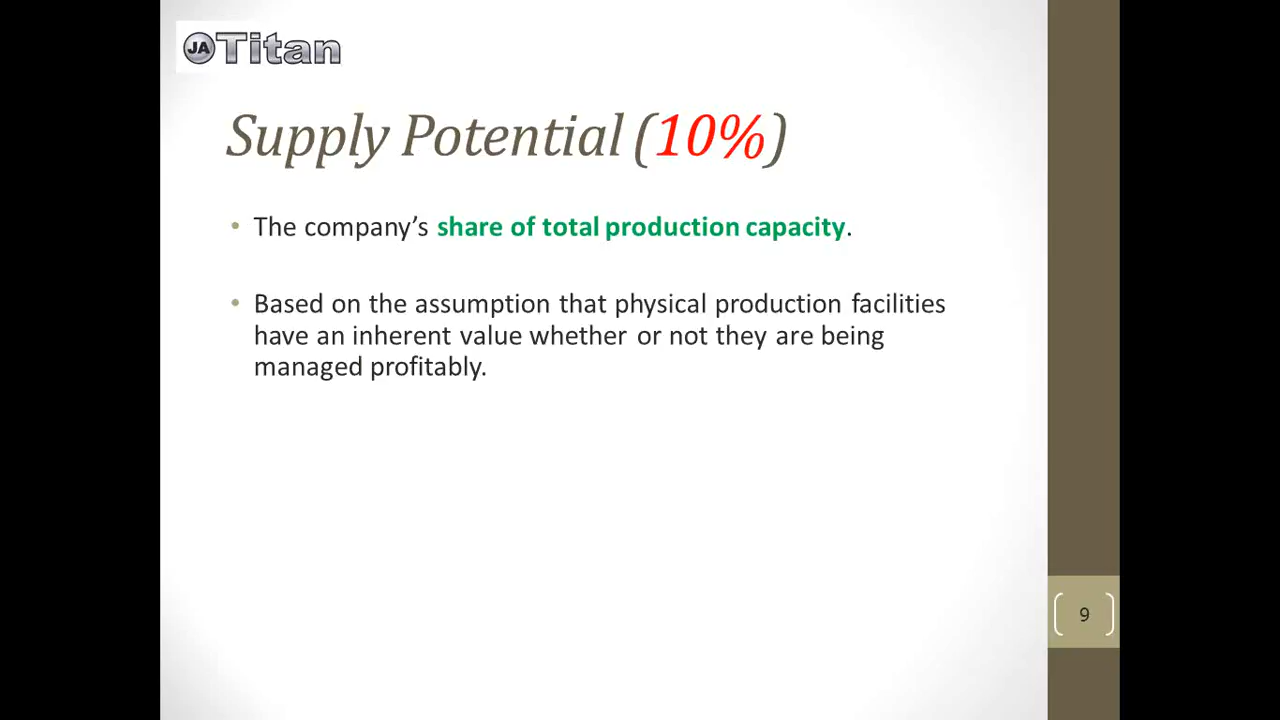 JA Titan
Supply Potential (10%)
• The company’s share of total production capacity.
• Based on the assumption that physical production facilities
have an inherent value whether or not they are being
managed profitably.
9